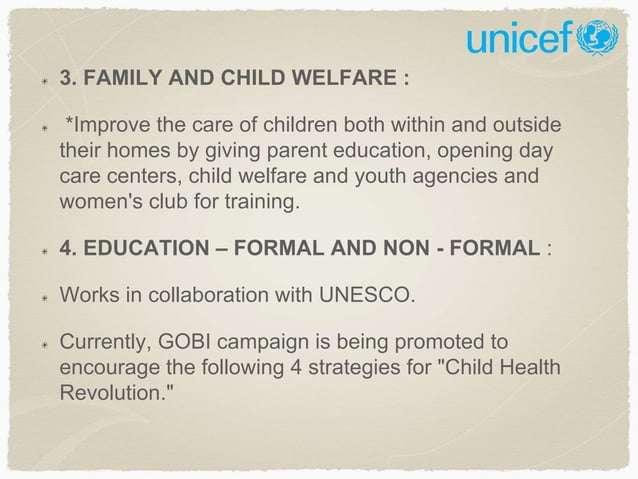 unicef
3. FAMILY AND CHILD WELFARE :
*Improve the care of children both within and outside
their homes by giving parent education, opening day
care centers, child welfare and youth agencies and
women's club for training.
4. EDUCATION – FORMAL AND NON - FORMAL :
Works in collaboration with UNESCO.
Currently, GOBI campaign is being promoted to
encourage the following 4 strategies for "Child Health
Revolution."